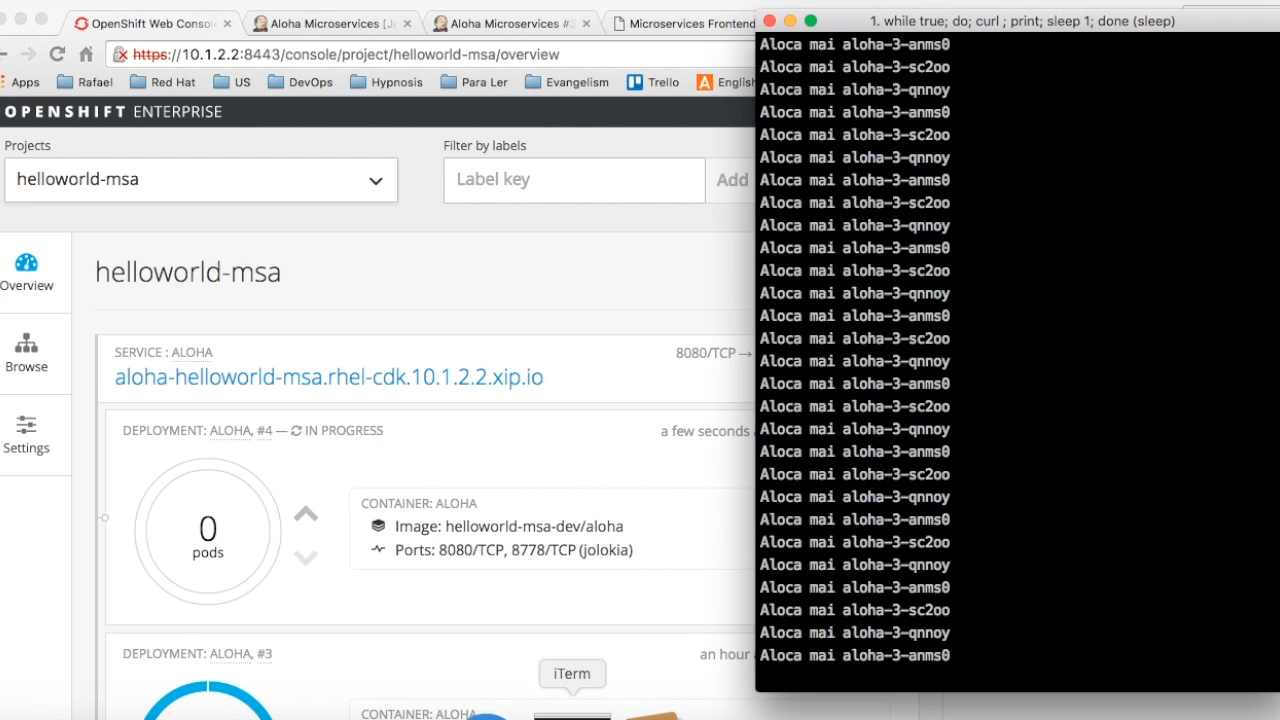 OpenShift Web Conso
Aloha Microservices [Je
Aloha Microservices #3
Microservices Frontend
1. while true; do; curl ; print; sleep 1; done (sleep)
https://10.1.2.2:8443/console/project/helloworld-msa/overview
Apps Rafael Red Hat US DevOps Hypnosis Para Ler Evangelism Trello English
OPENSHIFT ENTERPRISE
Projects
Filter by labels
helloworld-msa
Label key
Add
Overview
Browse
Settings
helloworld-msa
SERVICE : ALOHA
8080/TCP →
aloha-helloworld-msa.rhel-cdk.10.1.2.2.xip.io
DEPLOYMENT: ALOHA, #4 — IN PROGRESS
a few seconds a
0
pods
CONTAINER: ALOHA
Image: helloworld-msa-dev/aloha
Ports: 8080/TCP, 8778/TCP (jolokia)
DEPLOYMENT: ALOHA, #3
an hour a
CONTAINER: ALOHA
iTerm
Aloca mai aloha-3-anms0
Aloca mai aloha-3-sc2oo
Aloca mai aloha-3-qnnoy
Aloca mai aloha-3-anms0
Aloca mai aloha-3-sc2oo
Aloca mai aloha-3-qnnoy
Aloca mai aloha-3-anms0
Aloca mai aloha-3-sc2oo
Aloca mai aloha-3-qnnoy
Aloca mai aloha-3-anms0
Aloca mai aloha-3-sc2oo
Aloca mai aloha-3-qnnoy
Aloca mai aloha-3-anms0
Aloca mai aloha-3-sc2oo
Aloca mai aloha-3-qnnoy
Aloca mai aloha-3-anms0
Aloca mai aloha-3-sc2oo
Aloca mai aloha-3-qnnoy
Aloca mai aloha-3-anms0
Aloca mai aloha-3-sc2oo
Aloca mai aloha-3-qnnoy
Aloca mai aloha-3-anms0
Aloca mai aloha-3-sc2oo
Aloca mai aloha-3-qnnoy
Aloca mai aloha-3-anms0
Aloca mai aloha-3-sc2oo
Aloca mai aloha-3-qnnoy
Aloca mai aloha-3-anms0